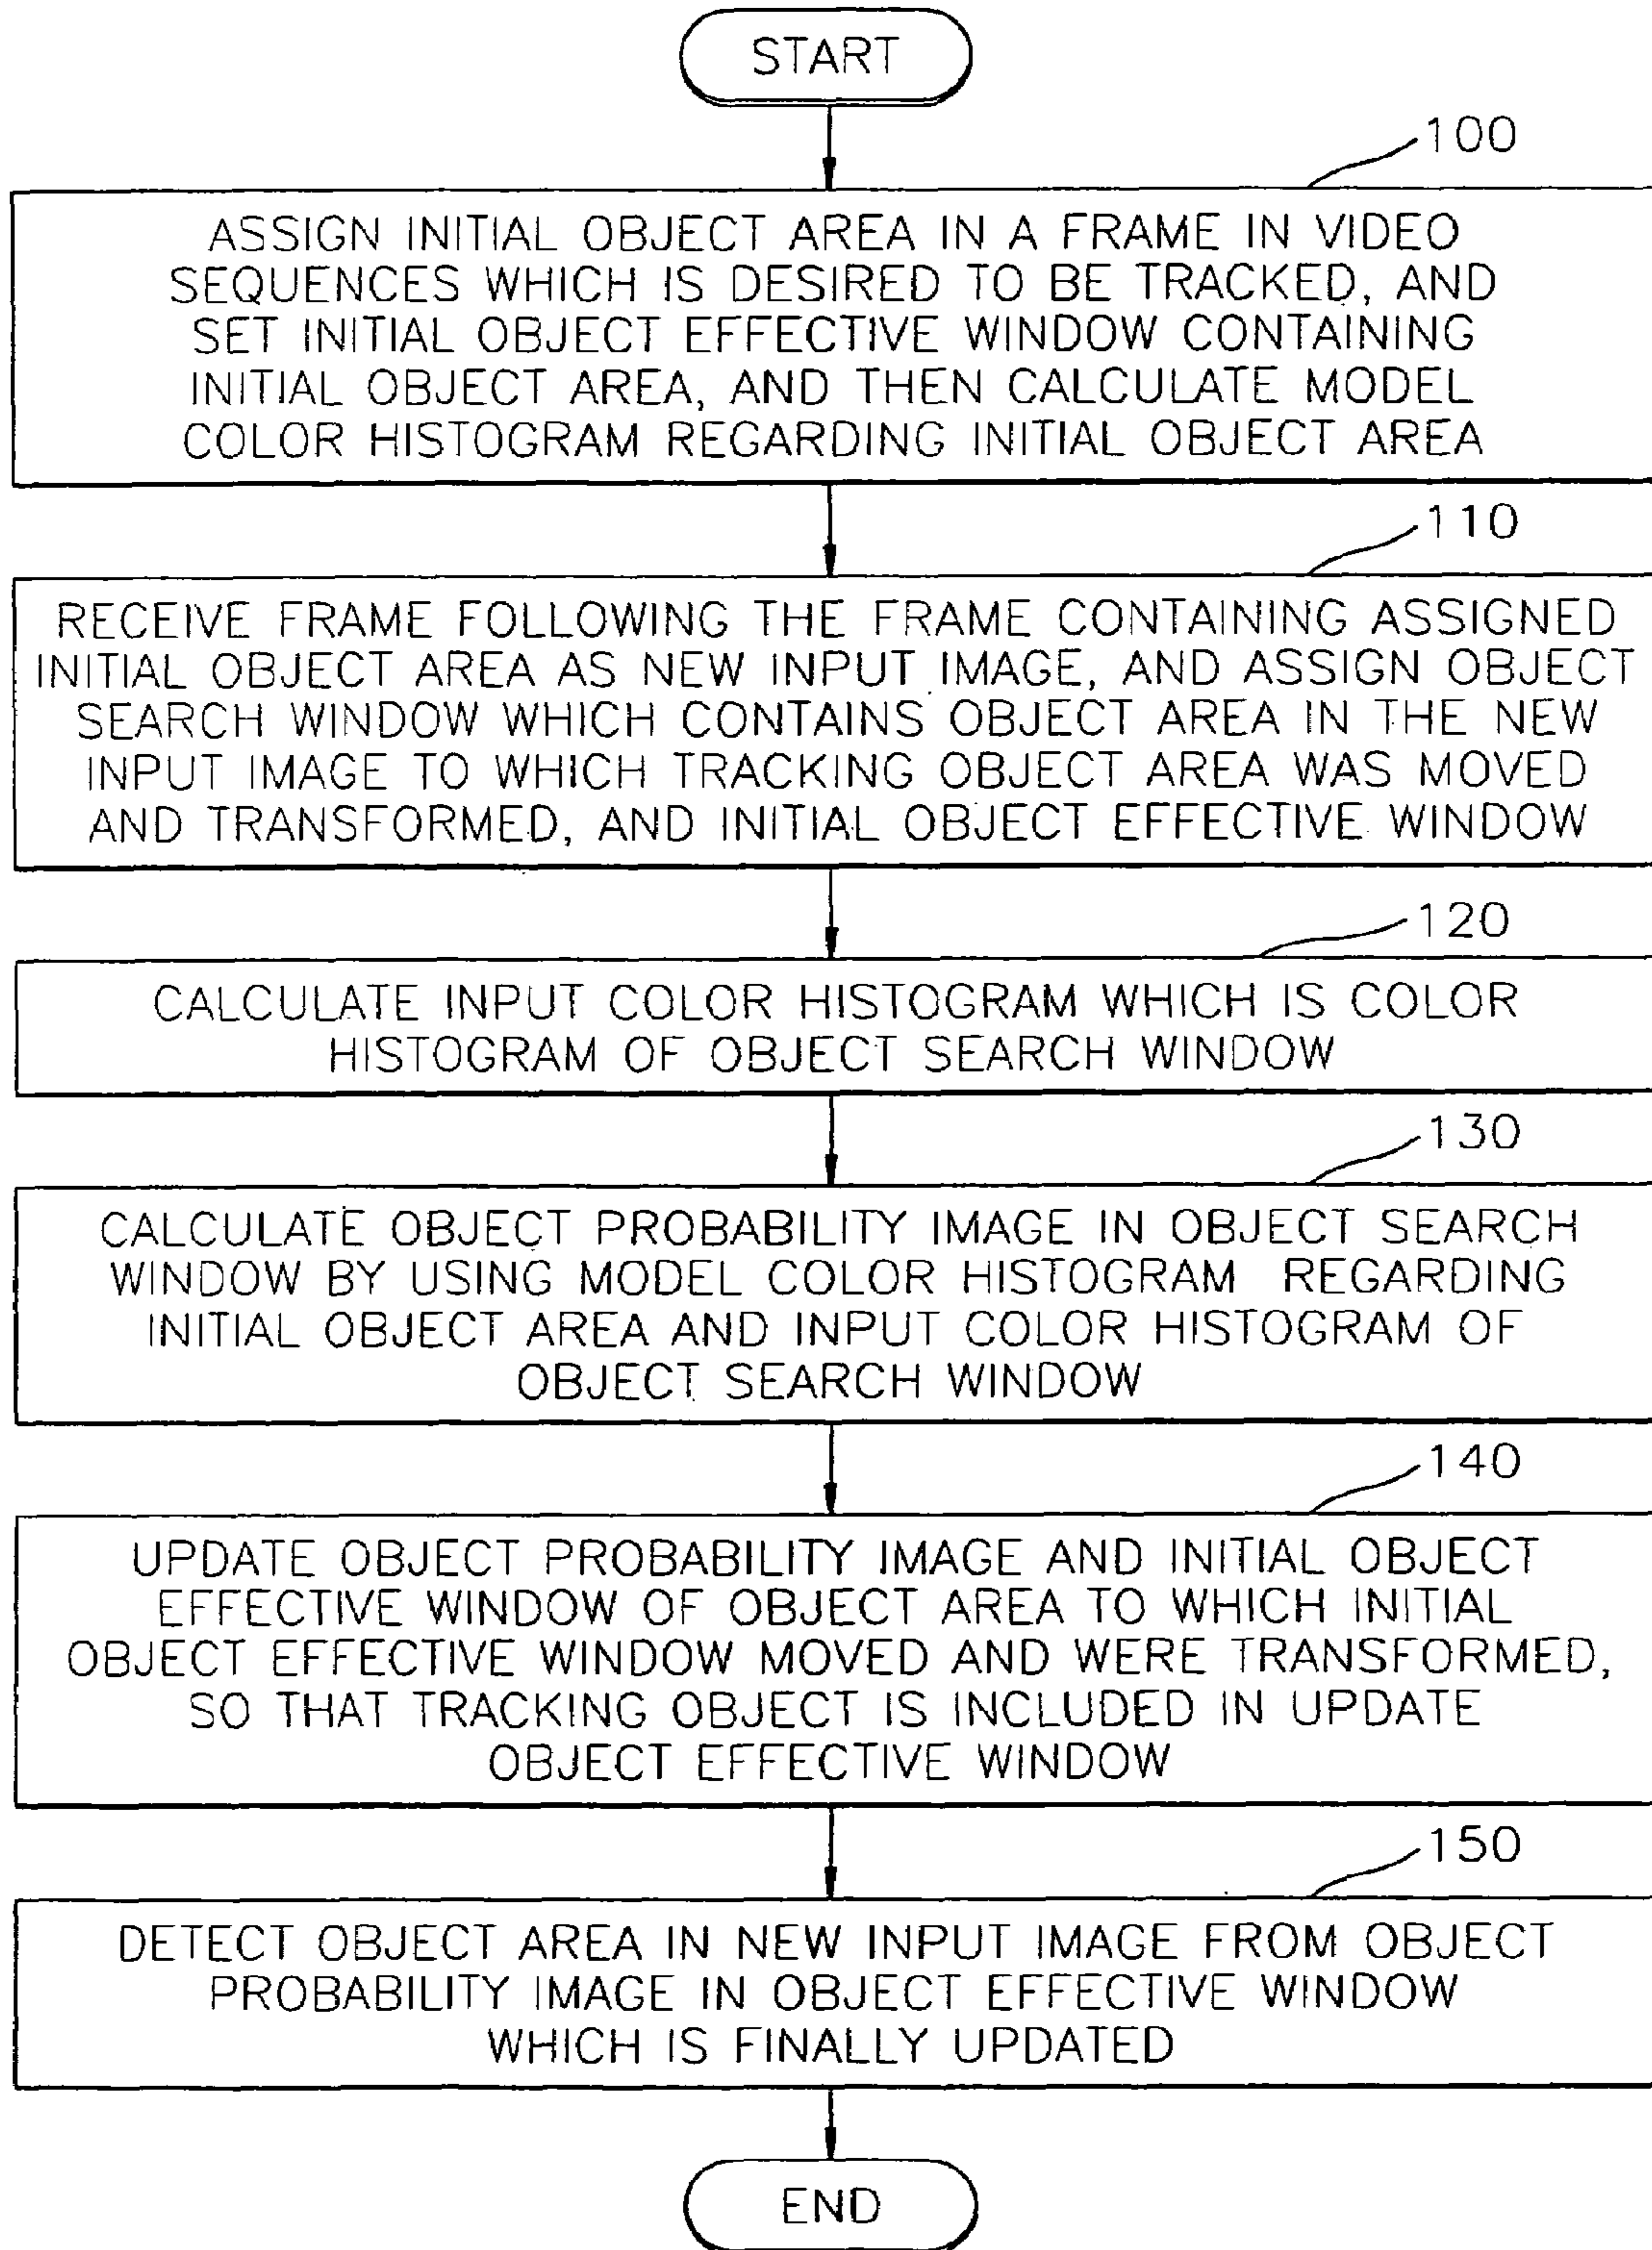 START
100
ASSIGN INITIAL OBJECT AREA IN A FRAME IN VIDEO
SEQUENCES WHICH IS DESIRED TO BE TRACKED, AND
SET INITIAL OBJECT EFFECTIVE WINDOW CONTAINING
INITIAL OBJECT AREA, AND THEN CALCULATE MODEL
COLOR HISTOGRAM REGARDING INITIAL OBJECT AREA
110
RECEIVE FRAME FOLLOWING THE FRAME CONTAINING ASSIGNED
INITIAL OBJECT AREA AS NEW INPUT IMAGE, AND ASSIGN OBJECT
SEARCH WINDOW WHICH CONTAINS OBJECT AREA IN THE NEW
INPUT IMAGE TO WHICH TRACKING OBJECT AREA WAS MOVED
AND TRANSFORMED, AND INITIAL OBJECT EFFECTIVE WINDOW
120
CALCULATE INPUT COLOR HISTOGRAM WHICH IS COLOR
HISTOGRAM OF OBJECT SEARCH WINDOW
130
CALCULATE OBJECT PROBABILITY IMAGE IN OBJECT SEARCH
WINDOW BY USING MODEL COLOR HISTOGRAM REGARDING
INITIAL OBJECT AREA AND INPUT COLOR HISTOGRAM OF
OBJECT SEARCH WINDOW
140
UPDATE OBJECT PROBABILITY IMAGE AND INITIAL OBJECT
EFFECTIVE WINDOW OF OBJECT AREA TO WHICH INITIAL
OBJECT EFFECTIVE WINDOW MOVED AND WERE TRANSFORMED,
SO THAT TRACKING OBJECT IS INCLUDED IN UPDATE
OBJECT EFFECTIVE WINDOW
150
DETECT OBJECT AREA IN NEW INPUT IMAGE FROM OBJECT
PROBABILITY IMAGE IN OBJECT EFFECTIVE WINDOW
WHICH IS FINALLY UPDATED
END